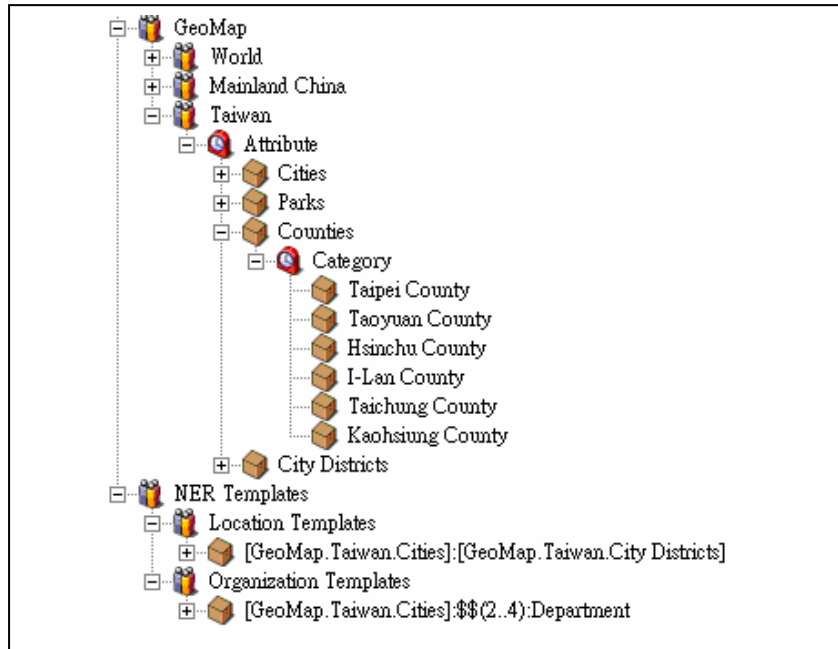 GeoMap
World
Mainland China
Taiwan
Attribute
Cities
Parks
Counties
Category
Taipei County
Taoyuan County
Hsinchu County
I-Lan County
Taichung County
Kaohsiung County
City Districts
NER Templates
Location Templates
[GeoMap.Taiwan.Cities]:[GeoMap.Taiwan.City Districts]
Organization Templates
[GeoMap.Taiwan.Cities]:$$(2..4):Department